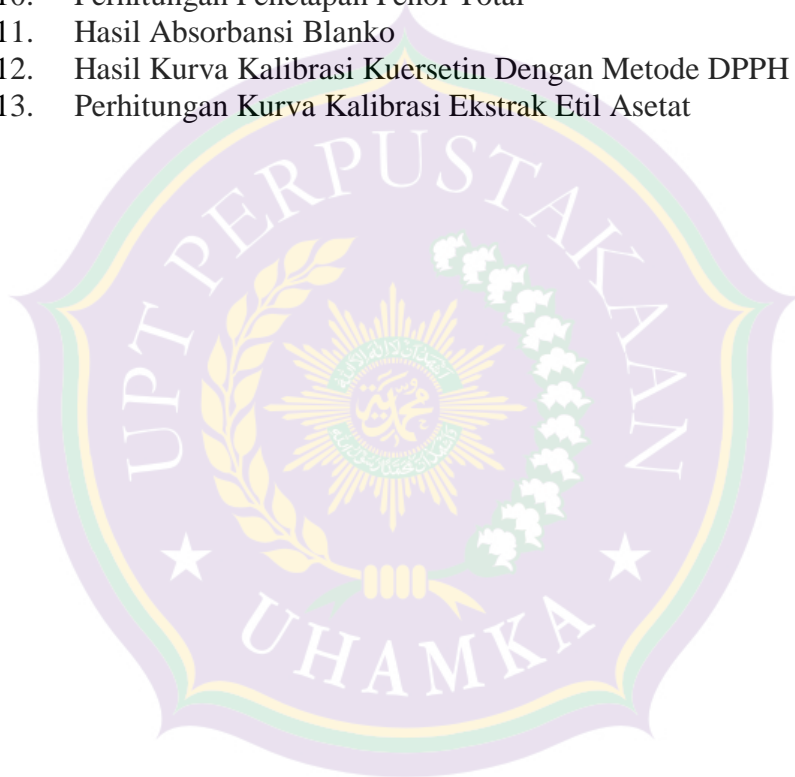 10. Perhitungan Penetapan Fenol Total
11. Hasil Absorbansi Blanko
12. Hasil Kurva Kalibrasi Kuersetin Dengan Metode DPPH
13. Perhitungan Kurva Kalibrasi Ekstrak Etil Asetat
UPT PERPUSTAKAAN
محمدية
UHAMKA